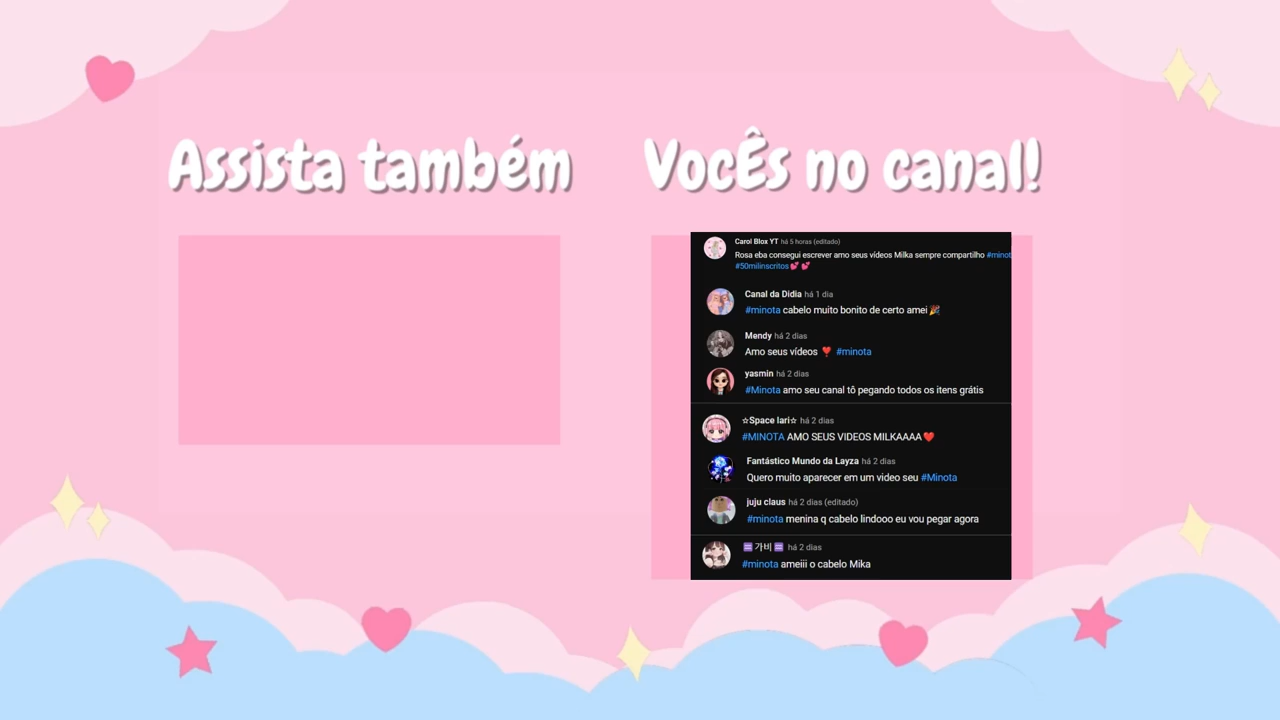 Assista também
VocÊs no canal!
Carol Blox YT há 5 horas (editado)
Rosa eba consegui escrever amo seus vídeos Milka sempre compartilho #minot
#50milinscritos💕 💕
Canal da Didia há 1 dia
#minota cabelo muito bonito de certo amei 🎉
Mendy há 2 dias
Amo seus vídeos ❣️ #minota
yasmin há 2 dias
#Minota amo seu canal tô pegando todos os itens grátis
☆Space lari☆ há 2 dias
#MINOTA AMO SEUS VIDEOS MILKAAAA❤️
Fantástico Mundo da Layza há 2 dias
Quero muito aparecer em um video seu #Minota
juju claus há 2 dias (editado)
#minota menina q cabelo lindooo eu vou pegar agora
가비 há 2 dias
#minota ameiii o cabelo Mika